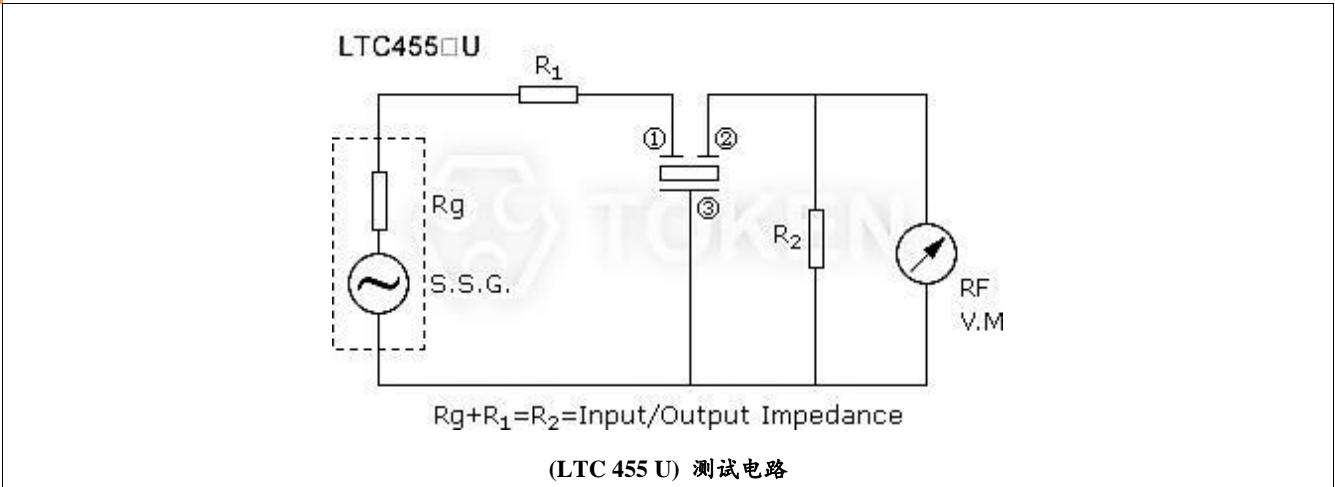 LTC455□U
R1
①
②
③
TOKEN
Rg
R2
S.S.G.
RF
V.M
Rg+R1=R2=Input/Output Impedance
(LTC 455 U) 测试电路